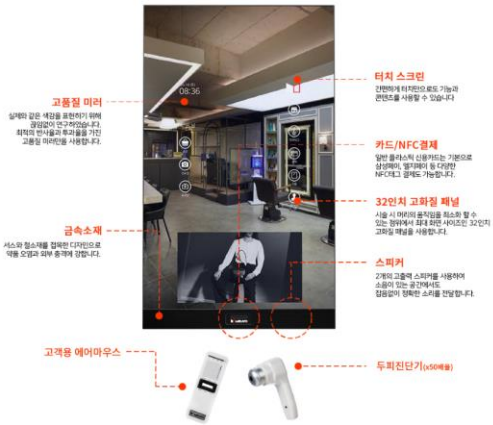 08:36
고품질 미러
실제와 같은 색감을 표현하기 위해
끊임없이 연구하였습니다.
최적의 반사율과 투과율을 가진
고품질 미러만을 사용합니다.
금속소재
서스와 철소재를 접목한 디자인으로
약품 오염과 외부 충격에 강합니다.
터치 스크린
간편하게 터치만으로도 기능과
콘텐츠를 사용할 수 있습니다
카드/NFC결제
일반 플라스틱 신용카드는 기본으로
삼성페이, 엘지페이 등 다양한
NFC태그 결제도 가능합니다.
32인치 고화질 패널
시술 시 머리의 움직임을 최소화 할 수
있는 범위에서 최대 화면 사이즈인 32인치
고화질 패널을 사용합니다.
스피커
2개의 고출력 스피커를 사용하여
소음이 있는 공간에서도
잡음없이 정확한 소리를 전달합니다.
고객용 에어마우스
두피진단기(x50배율)